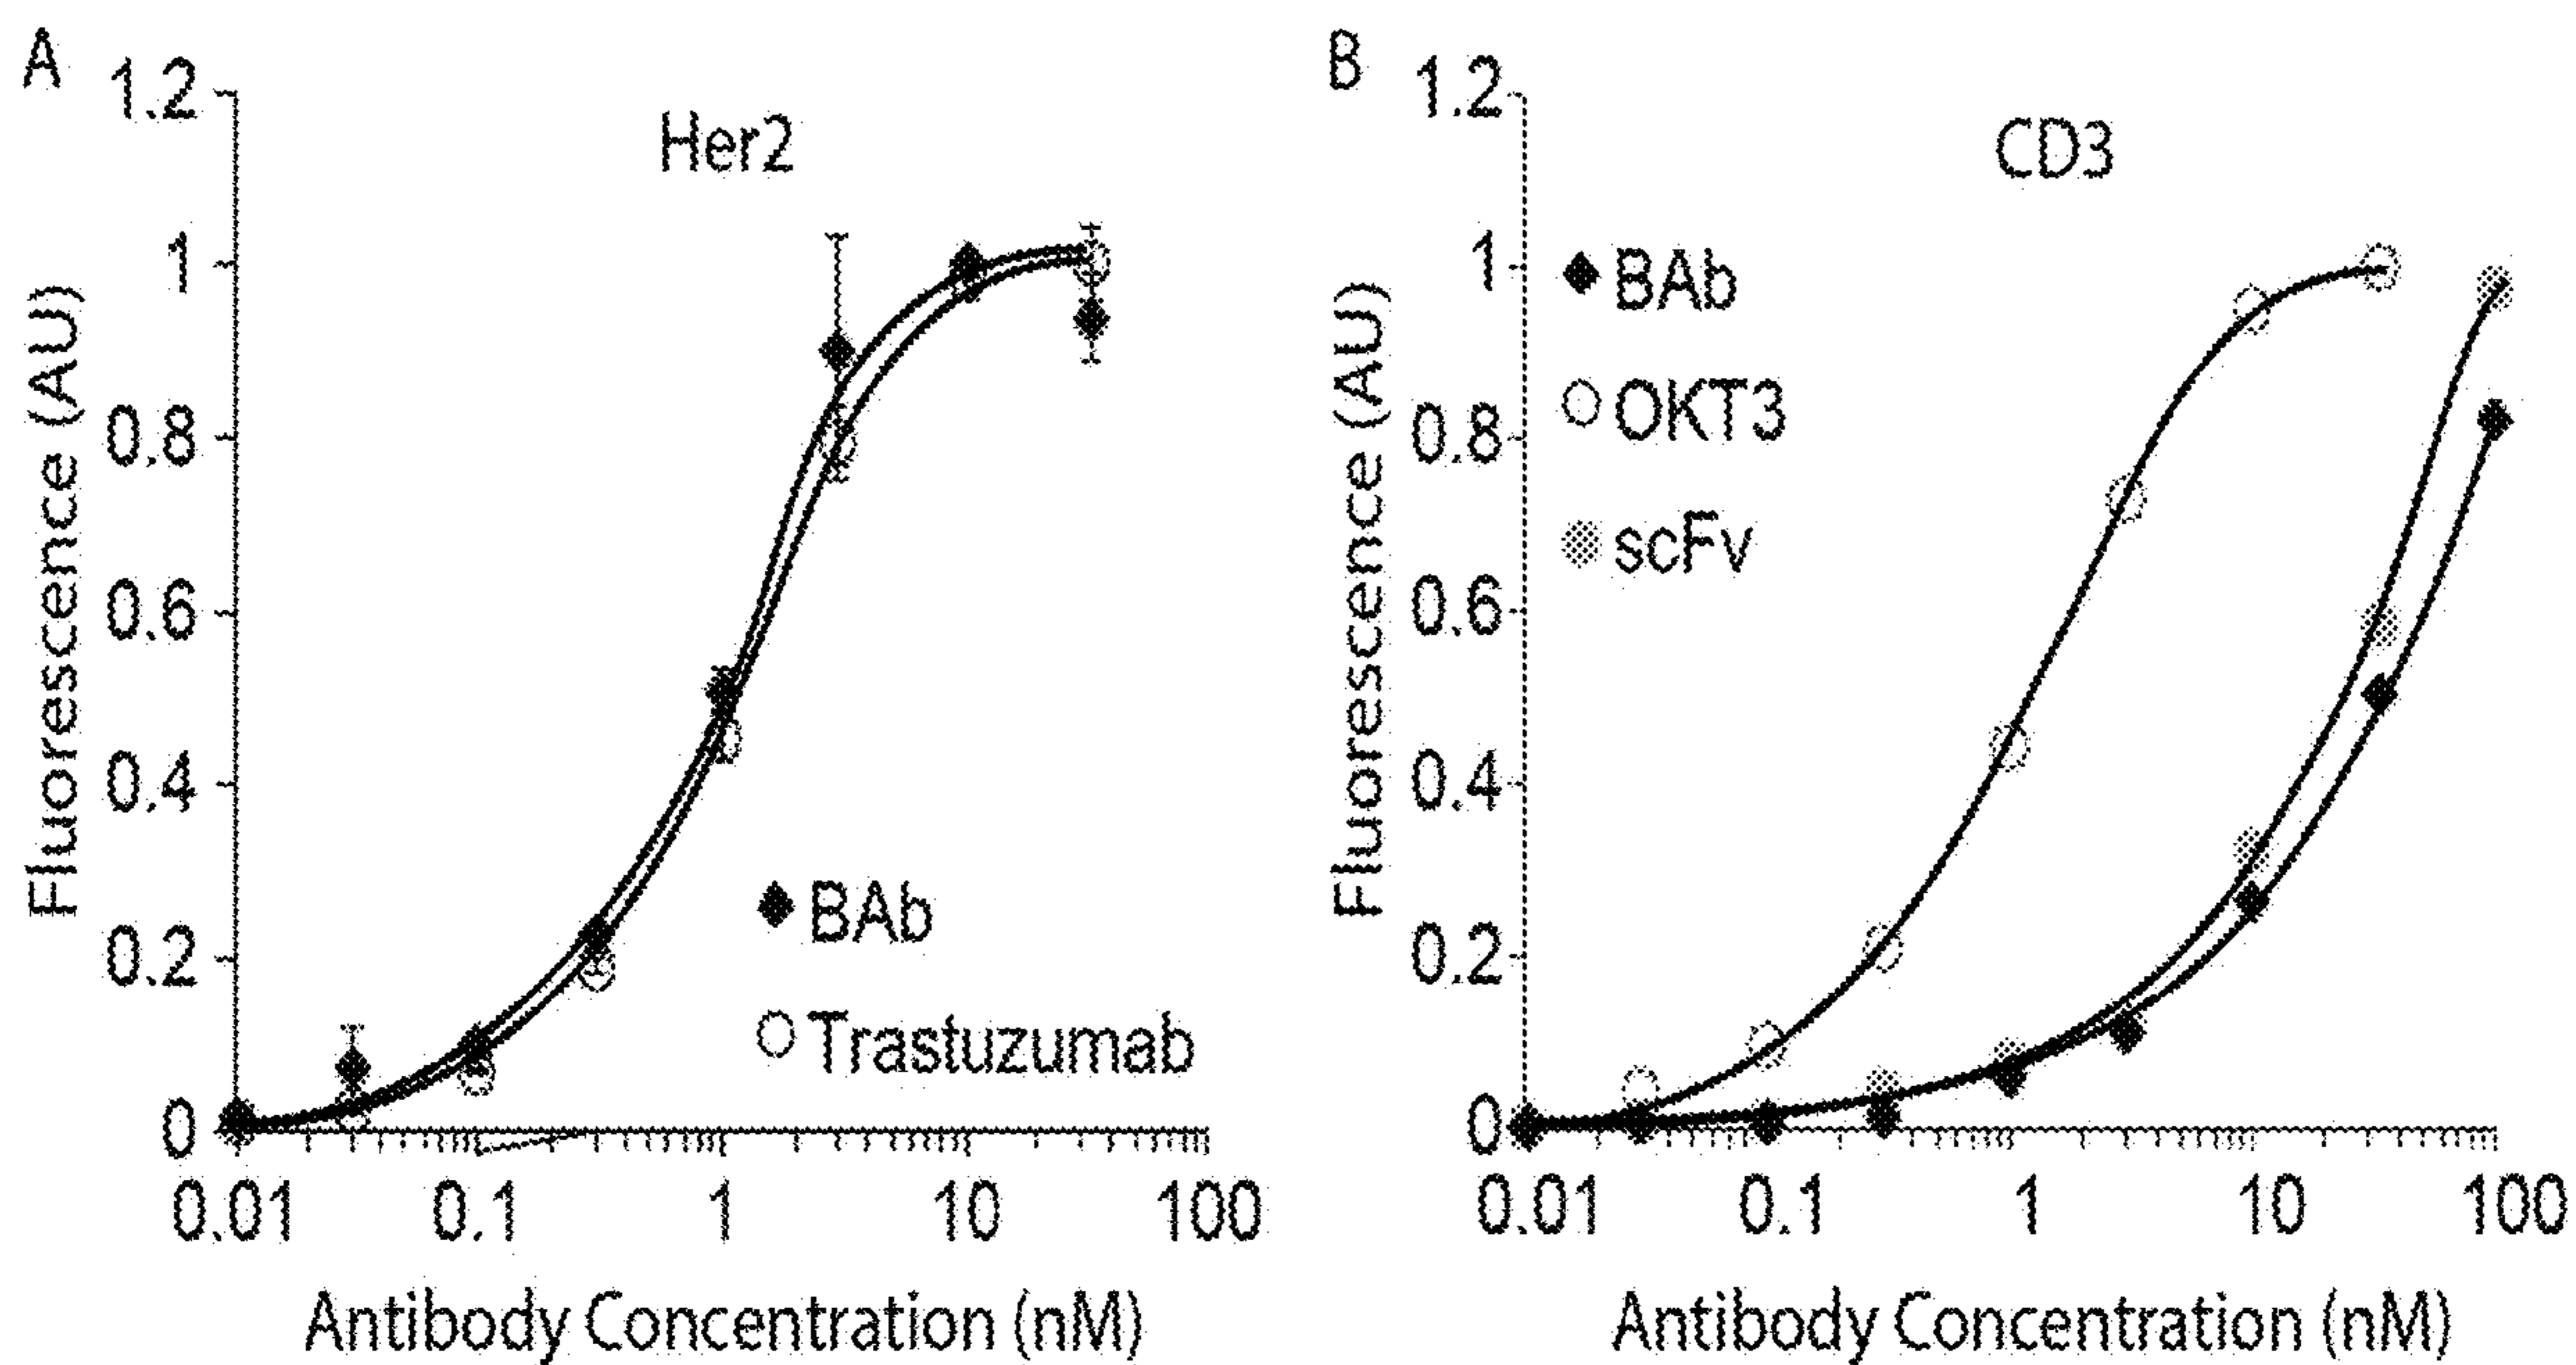 A
Her2
Fluorescence (AU)
1.2
1
0.8
0.6
0.4
0.2
0
BAb
Trastuzumab
0.01 0.1 1 10 100
Antibody Concentration (nM)
B
CD3
Fluorescence (AU)
1.2
1
0.8
0.6
0.4
0.2
0
BAb
OKT3
scFv
0.01 0.1 1 10 100
Antibody Concentration (nM)